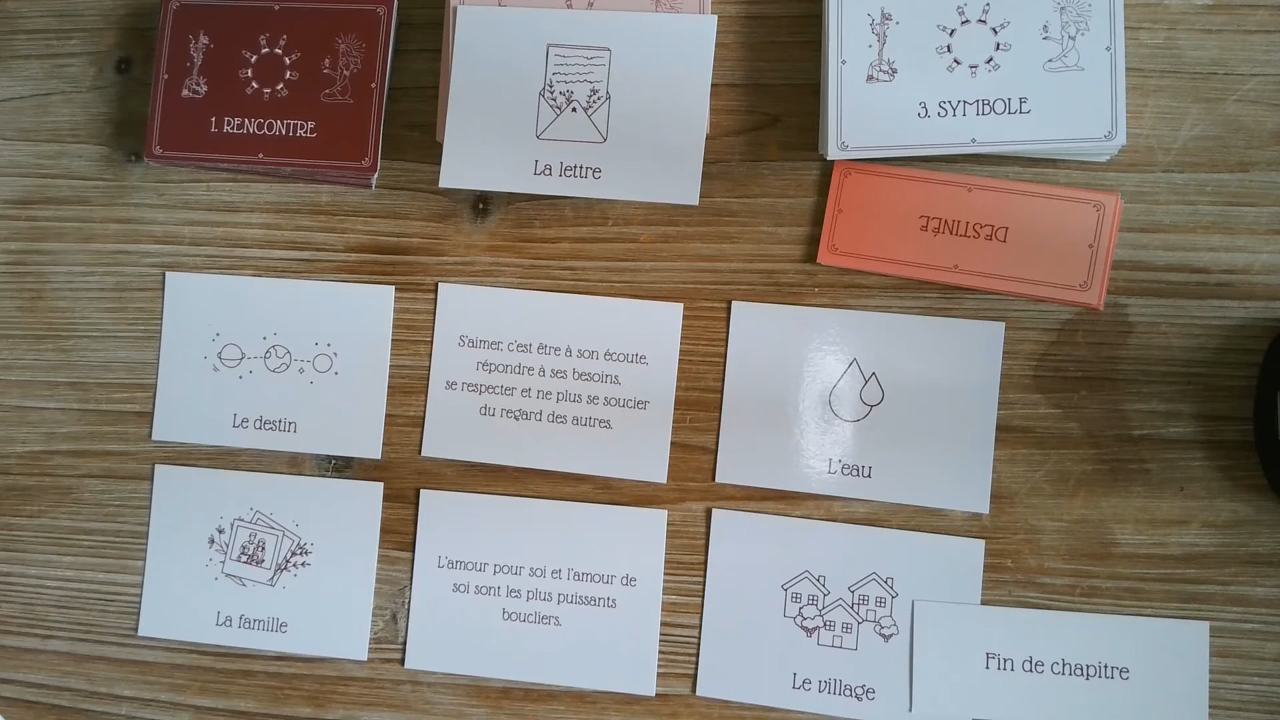 1. RENCONTRE
La lettre
3. SYMBOLE
DESTINÉE
Le destin
S'aimer, c'est être à son écoute,
répondre à ses besoins,
se respecter et ne plus se soucier
du regard des autres.
L'eau
La famille
L'amour pour soi et l'amour de
soi sont les plus puissants
boucliers.
Le village
Fin de chapitre